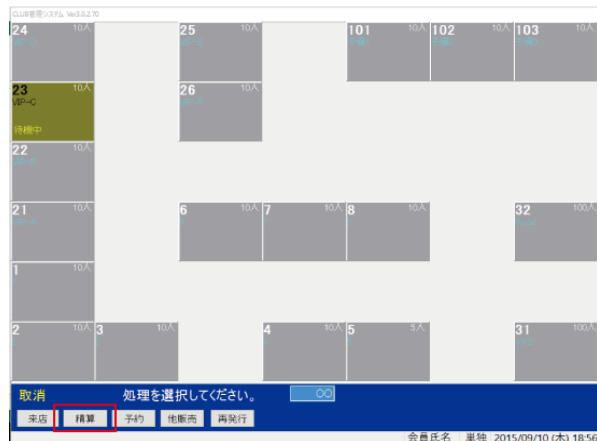 CLUB管理システム Ver3.0.2.70
24 10人
25 10人
101 10人
102 10人
103 10人
23 10人
VIP-C
待機中
26 10人
22 10人
21 10人
6 10人
7 10人
8 10人
32 100人
1 10人
2 10人
3 10人
4 10人
5 5人
31 100人
取消 処理を選択してください。
来店 精算 予約 他販売 再発行
会員氏名 単独 2015/09/10 (木) 18:56